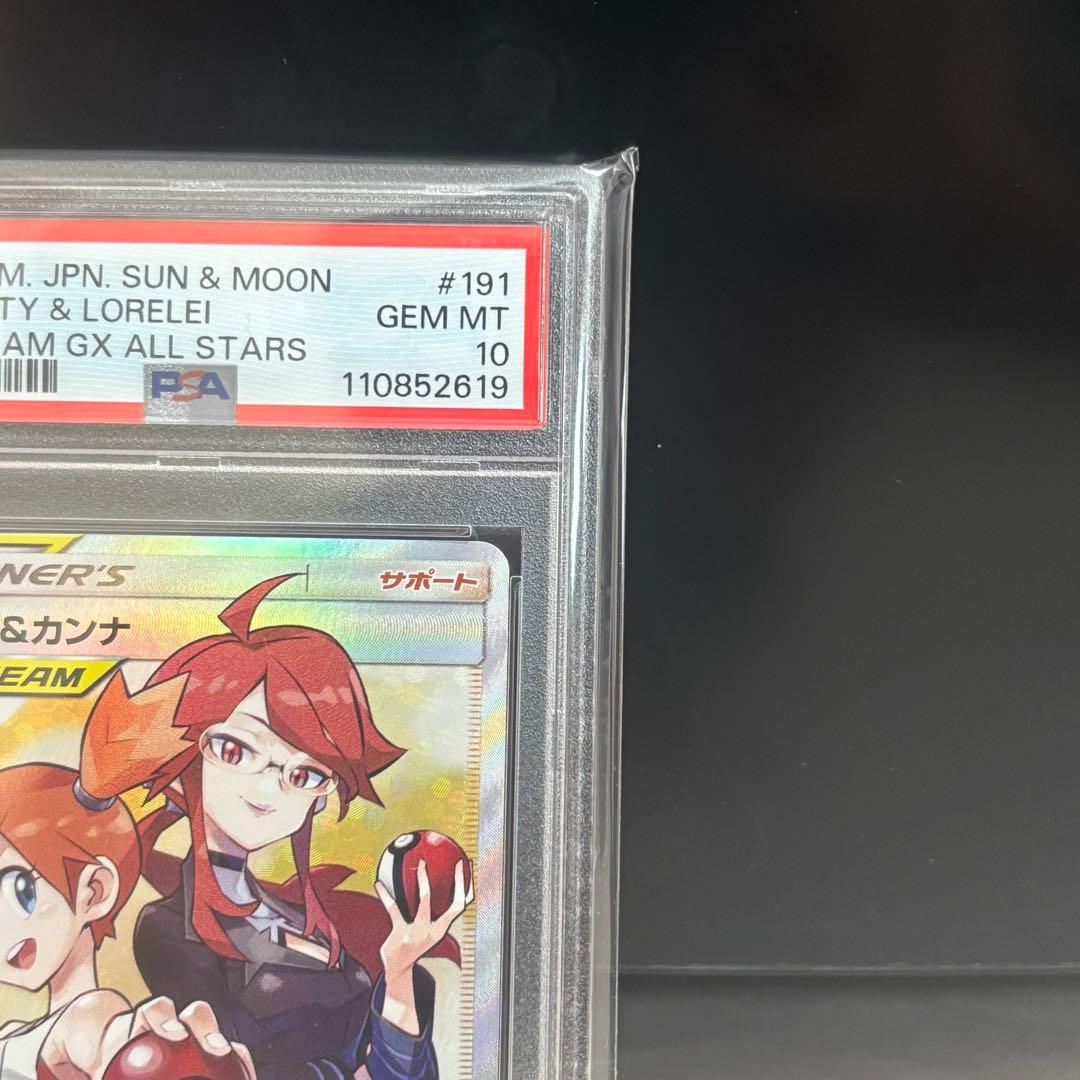 M. JPN. SUN & MOON #191
TY & LORELEI GEM MT
AM GX ALL STARS 10
PSA 110852619
NER'S サポート
&カンナ
EAM